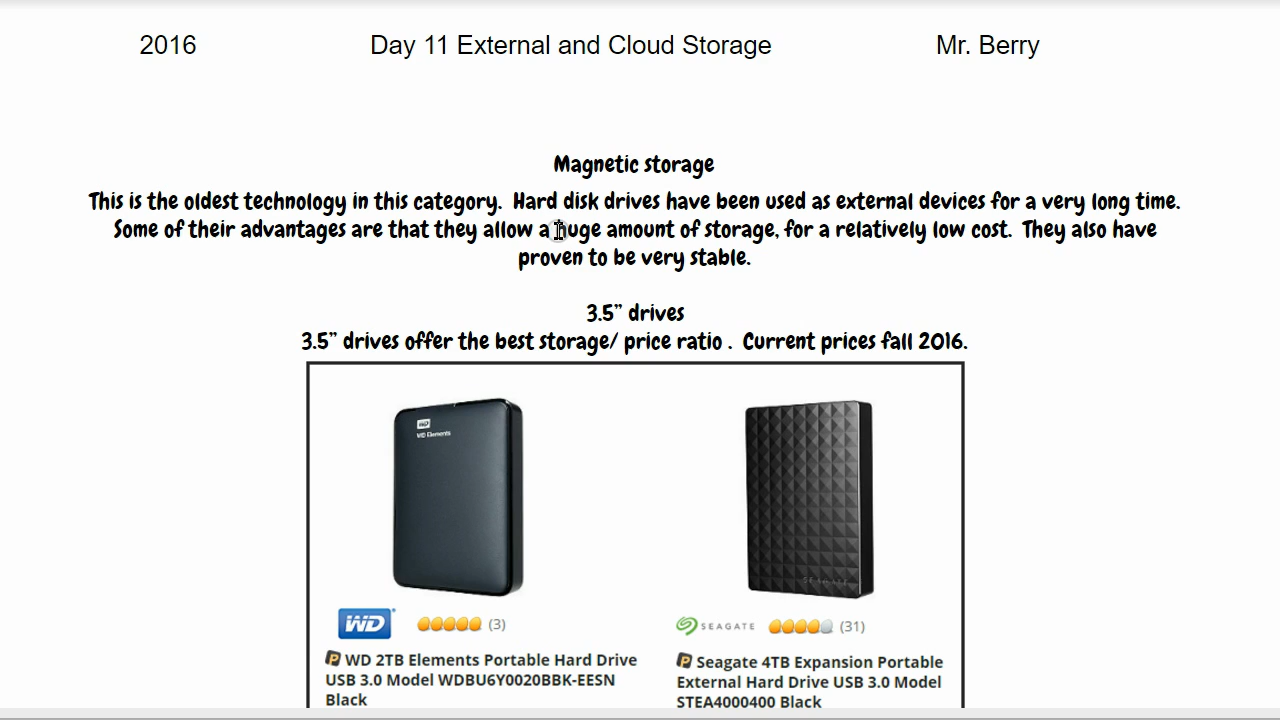 2016 Day 11 External and Cloud Storage Mr. Berry
Magnetic storage
This is the oldest technology in this category. Hard disk drives have been used as external devices for a very long time.
Some of their advantages are that they allow a huge amount of storage, for a relatively low cost. They also have
proven to be very stable.
3.5” drives
3.5” drives offer the best storage/ price ratio . Current prices fall 2016.
WD
WD Elements
SEAGATE
WD (3)
SEAGATE (31)
P WD 2TB Elements Portable Hard Drive
USB 3.0 Model WDBU6Y0020BBK-EESN
Black
P Seagate 4TB Expansion Portable
External Hard Drive USB 3.0 Model
STEA4000400 Black